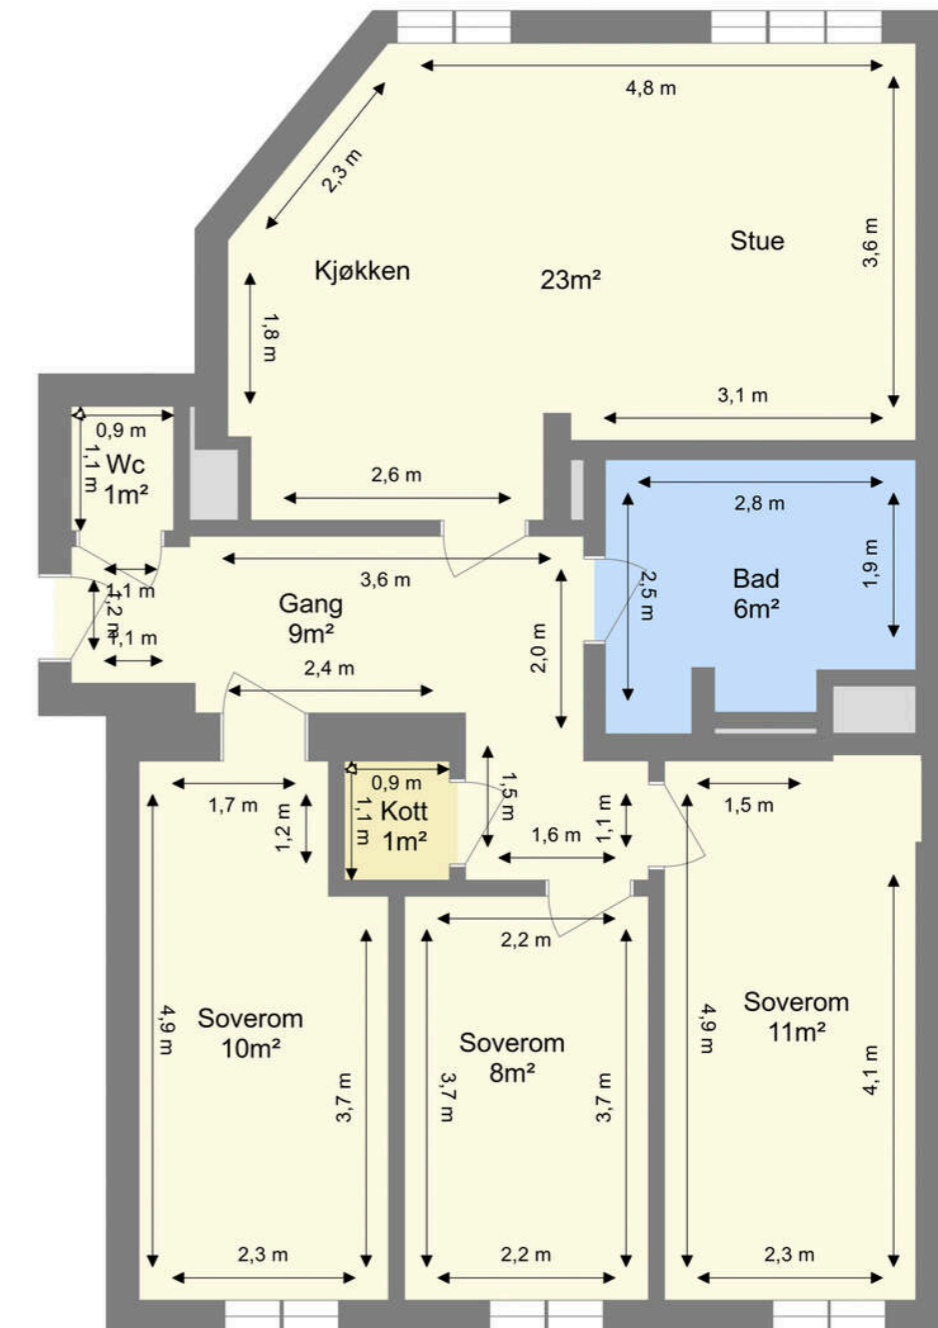 4,8 m
2,3 m
3,6 m
Stue
Kjøkken
23m²
1,8 m
3,1 m
0,9 m
1,1 m
Wc
1m²
2,6 m
2,8 m
1,9 m
2,5 m
Bad
6m²
3,6 m
1,1 m
1,2 m
1,1 m
Gang
9m²
2,0 m
2,4 m
1,7 m
1,2 m
0,9 m
1,1 m
Kott
1m²
1,5 m
1,6 m
1,1 m
1,5 m
2,2 m
4,9 m
Soverom
10m²
3,7 m
3,7 m
Soverom
8m²
3,7 m
4,9 m
Soverom
11m²
4,1 m
2,3 m
2,2 m
2,3 m